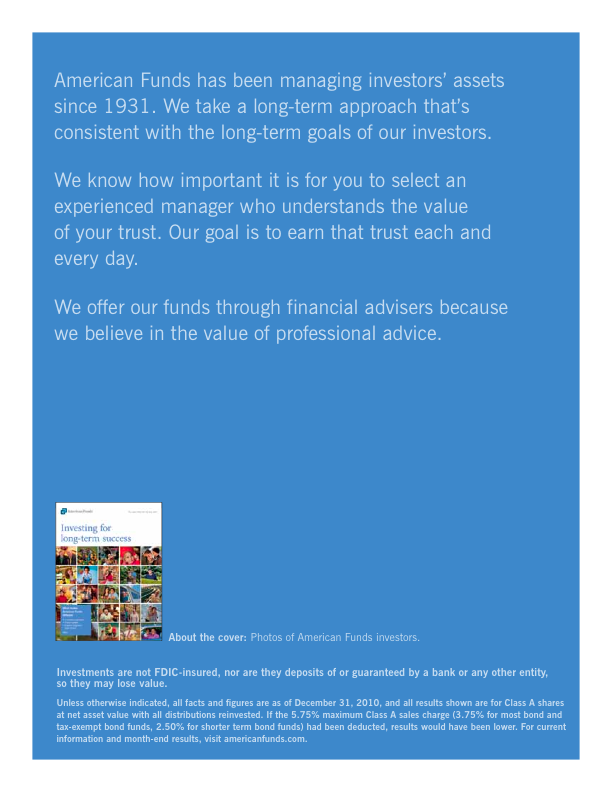 American Funds has been managing investors’ assets
since 1931. We take a long-term approach that’s
consistent with the long-term goals of our investors.
We know how important it is for you to select an
experienced manager who understands the value
of your trust. Our goal is to earn that trust each and
every day.
We offer our funds through financial advisers because
we believe in the value of professional advice.
Investing for
long-term success
About the cover: Photos of American Funds investors.
Investments are not FDIC-insured, nor are they deposits of or guaranteed by a bank or any other entity,
so they may lose value.
Unless otherwise indicated, all facts and figures are as of December 31, 2010, and all results shown are for Class A shares
at net asset value with all distributions reinvested. If the 5.75% maximum Class A sales charge (3.75% for most bond and
tax-exempt bond funds, 2.50% for shorter term bond funds) had been deducted, results would have been lower. For current
information and month-end results, visit americanfunds.com.